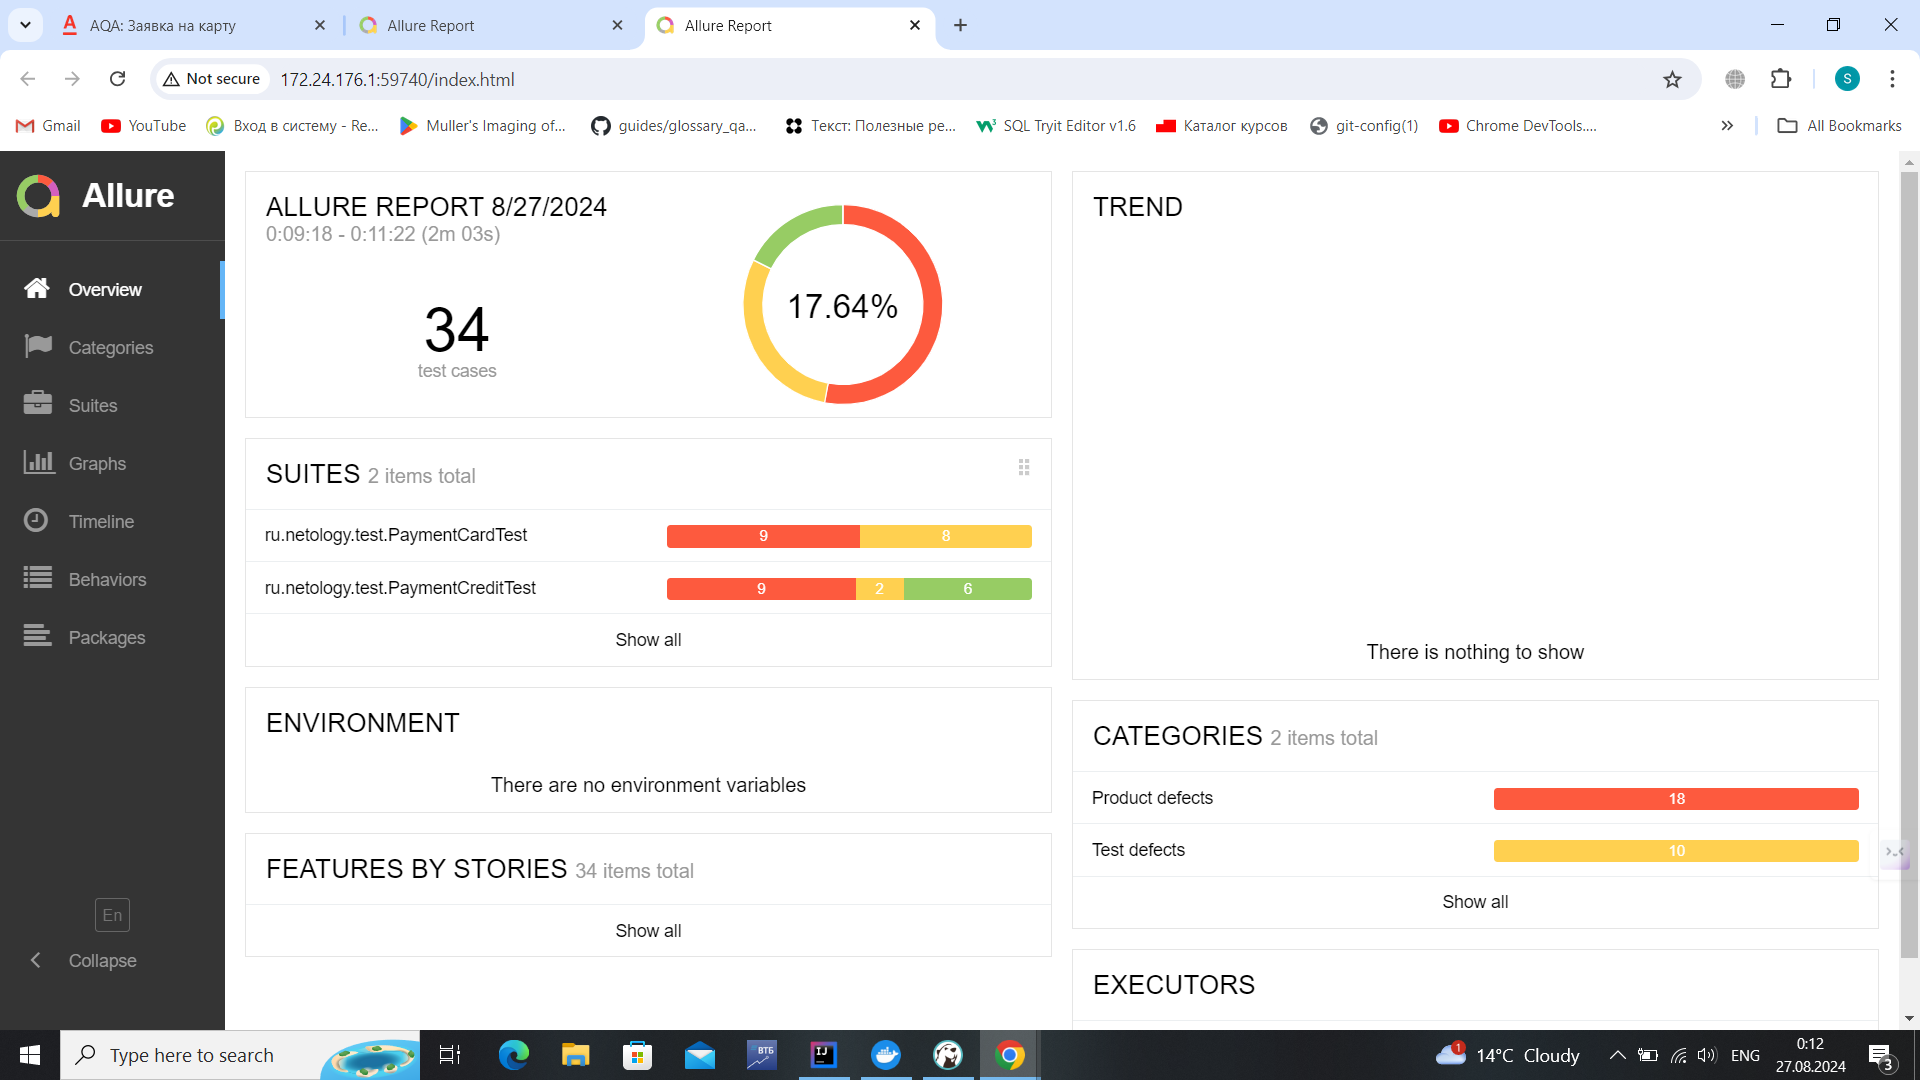 AQA: Заявка на карту
Allure Report
Allure Report
Not secure
172.24.176.1:59740/index.html
S
Gmail
YouTube
Вход в систему - Re...
Muller's Imaging of...
guides/glossary_qa...
Текст: Полезные ре...
SQL Tryit Editor v1.6
Каталог курсов
git-config(1)
Chrome DevTools....
All Bookmarks
Allure
Overview
Categories
Suites
Graphs
Timeline
Behaviors
Packages
En
Collapse
ALLURE REPORT 8/27/2024
0:09:18 - 0:11:22 (2m 03s)
34
test cases
17.64%
SUITES 2 items total
ru.netology.test.PaymentCardTest
9
8
ru.netology.test.PaymentCreditTest
9
2
6
Show all
ENVIRONMENT
There are no environment variables
FEATURES BY STORIES 34 items total
Show all
TREND
There is nothing to show
CATEGORIES 2 items total
Product defects
18
Test defects
10
Show all
EXECUTORS
Type here to search
ВТБ
IJ
1
14°C Cloudy
ENG
0:12
27.08.2024
3